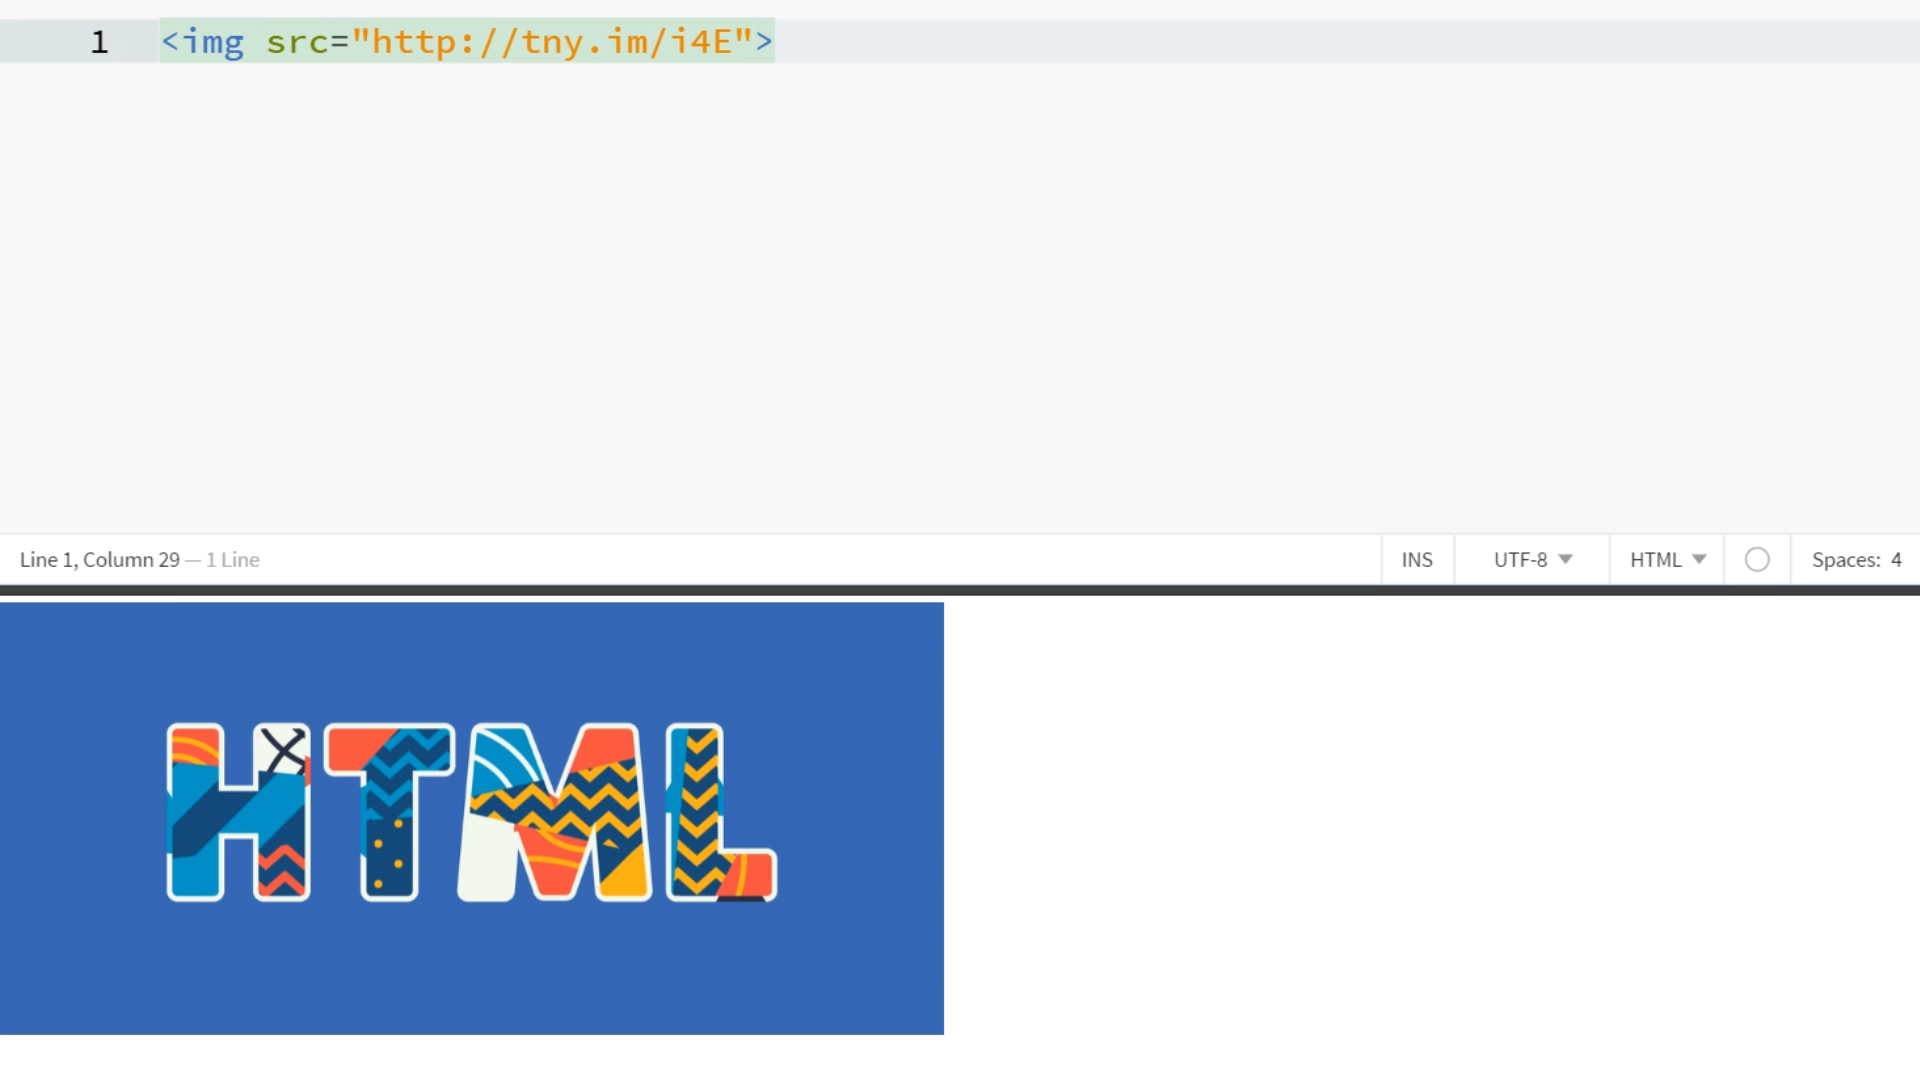 1 <img src="http://tny.im/i4E">
Line 1, Column 29 — 1 Line INS UTF-8 HTML Spaces: 4
HTML